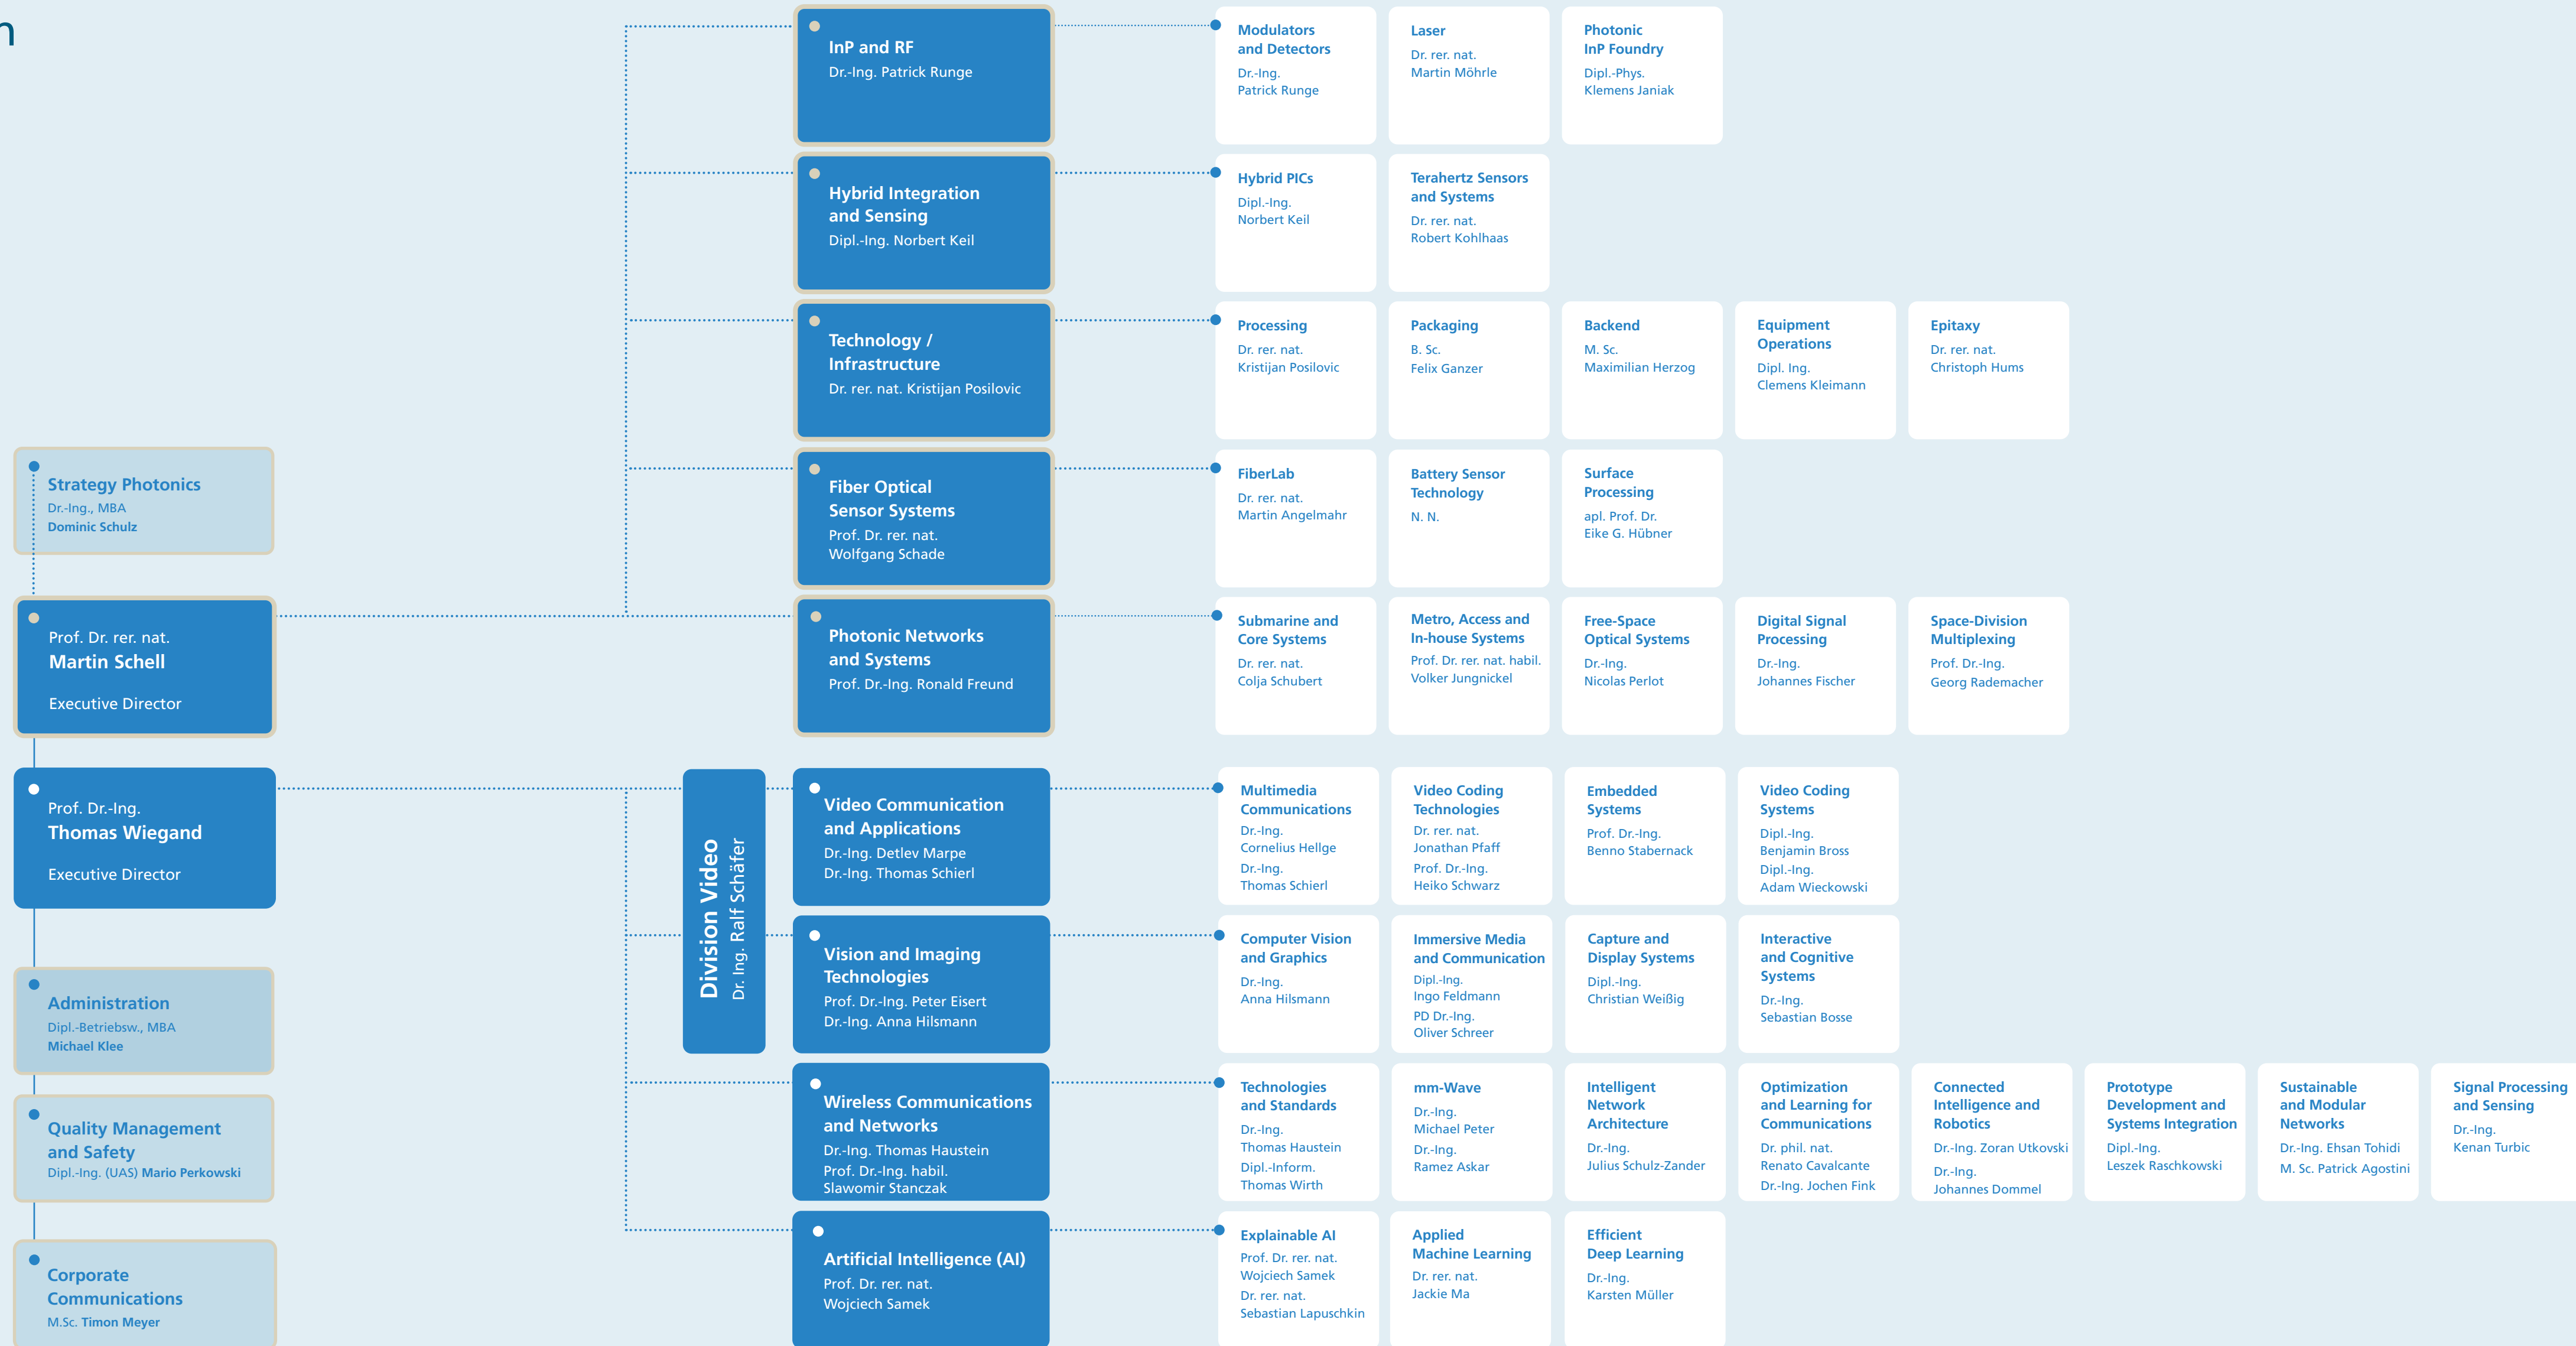 n
InP and RF
Dr.-Ing. Patrick Runge
Modulators
and Detectors
Dr.-Ing.
Patrick Runge
Laser
Dr. rer. nat.
Martin Möhrle
Photonic
InP Foundry
Dipl.-Phys.
Klemens Janiak
Hybrid Integration
and Sensing
Dipl.-Ing. Norbert Keil
Hybrid PICs
Dipl.-Ing.
Norbert Keil
Terahertz Sensors
and Systems
Dr. rer. nat.
Robert Kohlhaas
Technology /
Infrastructure
Dr. rer. nat. Kristijan Posilovic
Processing
Dr. rer. nat.
Kristijan Posilovic
Packaging
B. Sc.
Felix Ganzer
Backend
M. Sc.
Maximilian Herzog
Equipment
Operations
Dipl. Ing.
Clemens Kleimann
Epitaxy
Dr. rer. nat.
Christoph Hums
Strategy Photonics
Dr.-Ing., MBA
Dominic Schulz
Fiber Optical
Sensor Systems
Prof. Dr. rer. nat.
Wolfgang Schade
FiberLab
Dr. rer. nat.
Martin Angelmahr
Battery Sensor
Technology
N. N.
Surface
Processing
apl. Prof. Dr.
Eike G. Hübner
Prof. Dr. rer. nat.
Martin Schell
Executive Director
Photonic Networks
and Systems
Prof. Dr.-Ing. Ronald Freund
Submarine and
Core Systems
Dr. rer. nat.
Colja Schubert
Metro, Access and
In-house Systems
Prof. Dr. rer. nat. habil.
Volker Jungnickel
Free-Space
Optical Systems
Dr.-Ing.
Nicolas Perlot
Digital Signal
Processing
Dr.-Ing.
Johannes Fischer
Space-Division
Multiplexing
Prof. Dr.-Ing.
Georg Rademacher
Prof. Dr.-Ing.
Thomas Wiegand
Executive Director
Division Video
Dr. Ing. Ralf Schäfer
Video Communication
and Applications
Dr.-Ing. Detlev Marpe
Dr.-Ing. Thomas Schierl
Multimedia
Communications
Dr.-Ing.
Cornelius Hellge
Dr.-Ing.
Thomas Schierl
Video Coding
Technologies
Dr. rer. nat.
Jonathan Pfaff
Prof. Dr.-Ing.
Heiko Schwarz
Embedded
Systems
Prof. Dr.-Ing.
Benno Stabernack
Video Coding
Systems
Dipl.-Ing.
Benjamin Bross
Dipl.-Ing.
Adam Wieckowski
Vision and Imaging
Technologies
Prof. Dr.-Ing. Peter Eisert
Dr.-Ing. Anna Hilsmann
Computer Vision
and Graphics
Dr.-Ing.
Anna Hilsmann
Immersive Media
and Communication
Dipl.-Ing.
Ingo Feldmann
PD Dr.-Ing.
Oliver Schreer
Capture and
Display Systems
Dipl.-Ing.
Christian Weißig
Interactive
and Cognitive
Systems
Dr.-Ing.
Sebastian Bosse
Administration
Dipl.-Betriebsw., MBA
Michael Klee
Wireless Communications
and Networks
Dr.-Ing. Thomas Haustein
Prof. Dr.-Ing. habil.
Slawomir Stanczak
Technologies
and Standards
Dr.-Ing.
Thomas Haustein
Dipl.-Inform.
Thomas Wirth
mm-Wave
Dr.-Ing.
Michael Peter
Dr.-Ing.
Ramez Askar
Intelligent
Network
Architecture
Dr.-Ing.
Julius Schulz-Zander
Optimization
and Learning for
Communications
Dr. phil. nat.
Renato Cavalcante
Dr.-Ing. Jochen Fink
Connected
Intelligence and
Robotics
Dr.-Ing. Zoran Utkovski
Dr.-Ing.
Johannes Dommel
Prototype
Development and
Systems Integration
Dipl.-Ing.
Leszek Raschkowski
Sustainable
and Modular
Networks
Dr.-Ing. Ehsan Tohidi
M. Sc. Patrick Agostini
Signal Processing
and Sensing
Dr.-Ing.
Kenan Turbic
Quality Management
and Safety
Dipl.-Ing. (UAS) Mario Perkowski
Artificial Intelligence (AI)
Prof. Dr. rer. nat.
Wojciech Samek
Explainable AI
Prof. Dr. rer. nat.
Wojciech Samek
Dr. rer. nat.
Sebastian Lapuschkin
Applied
Machine Learning
Dr. rer. nat.
Jackie Ma
Efficient
Deep Learning
Dr.-Ing.
Karsten Müller
Corporate
Communications
M.Sc. Timon Meyer